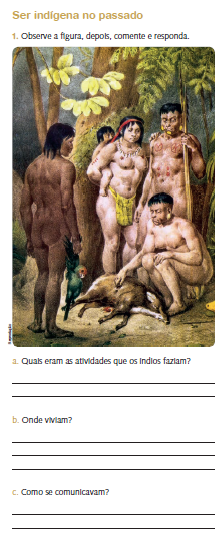 Ser indígena no passado
1. Observe a figura, depois, comente e responda.
a. Quais eram as atividades que os índios faziam?
b. Onde viviam?
c. Como se comunicavam?